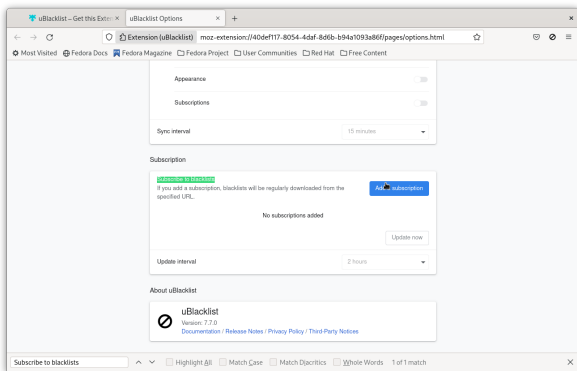 uBlacklist – Get this Exten
uBlacklist Options
Extension (uBlacklist)
moz-extension://40def117-8054-4daf-8d6b-b94a1093a86f/pages/options.html
Most Visited
Fedora Docs
Fedora Magazine
Fedora Project
User Communities
Red Hat
Free Content
Appearance
Subscriptions
Sync interval
15 minutes
Subscription
Subscribe to blacklists
If you add a subscription, blacklists will be regularly downloaded from the
specified URL.
Add subscription
No subscriptions added
Update now
Update interval
2 hours
About uBlacklist
uBlacklist
Version: 7.7.0
Documentation / Release Notes / Privacy Policy / Third-Party Notices
Subscribe to blacklists
Highlight All
Match Case
Match Diacritics
Whole Words
1 of 1 match